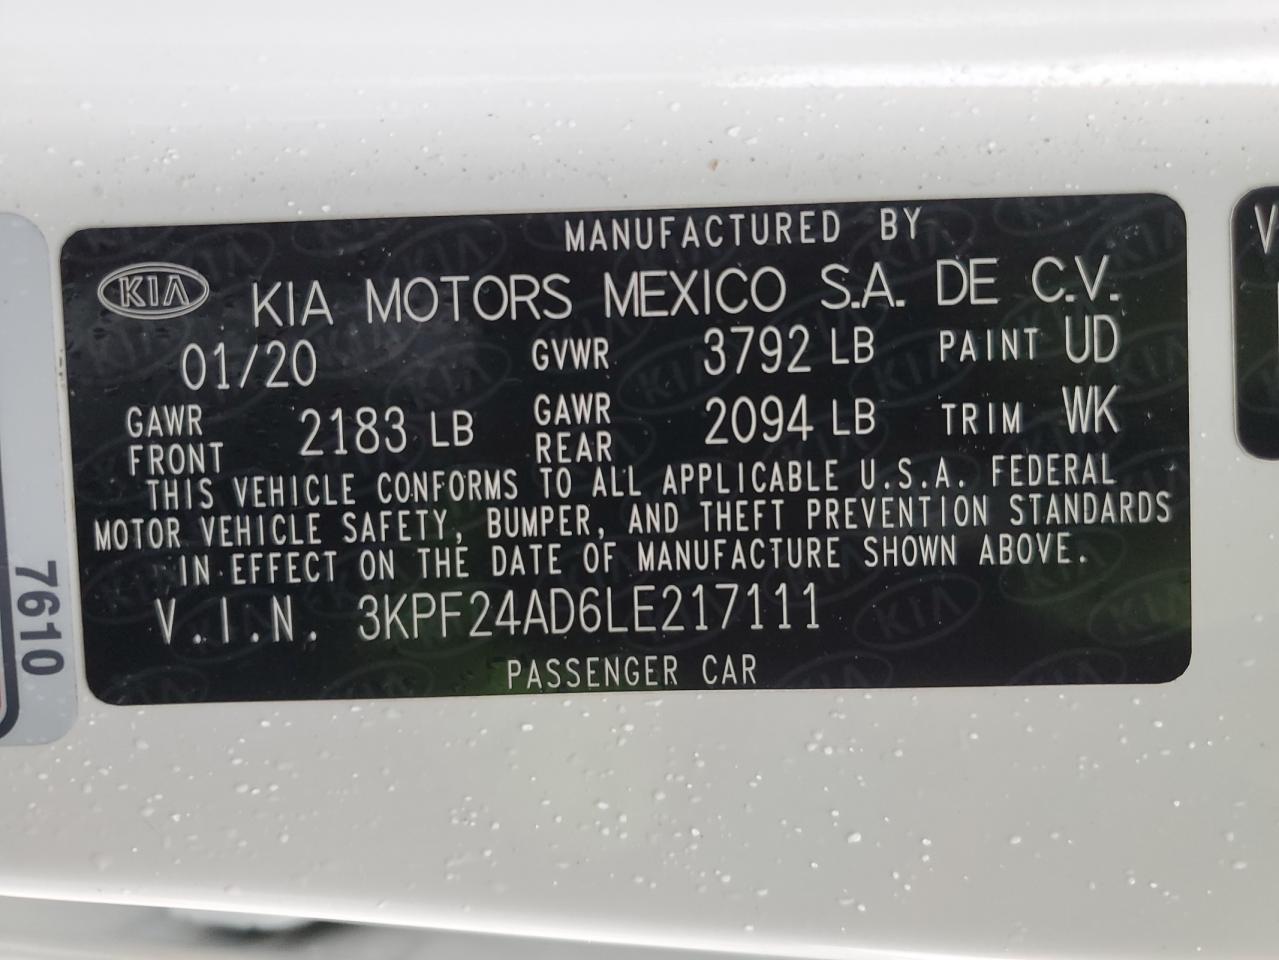 MANUFACTURED BY
KIA KIA MOTORS MEXICO S.A. DE C.V.
01/20 GVWR 3792 LB PAINT UD
GAWR FRONT 2183 LB GAWR REAR 2094 LB TRIM WK
THIS VEHICLE CONFORMS TO ALL APPLICABLE U.S.A. FEDERAL
MOTOR VEHICLE SAFETY, BUMPER, AND THEFT PREVENTION STANDARDS
IN EFFECT ON THE DATE OF MANUFACTURE SHOWN ABOVE.
V.I.N. 3KPF24AD6LE217111
PASSENGER CAR
7610
V